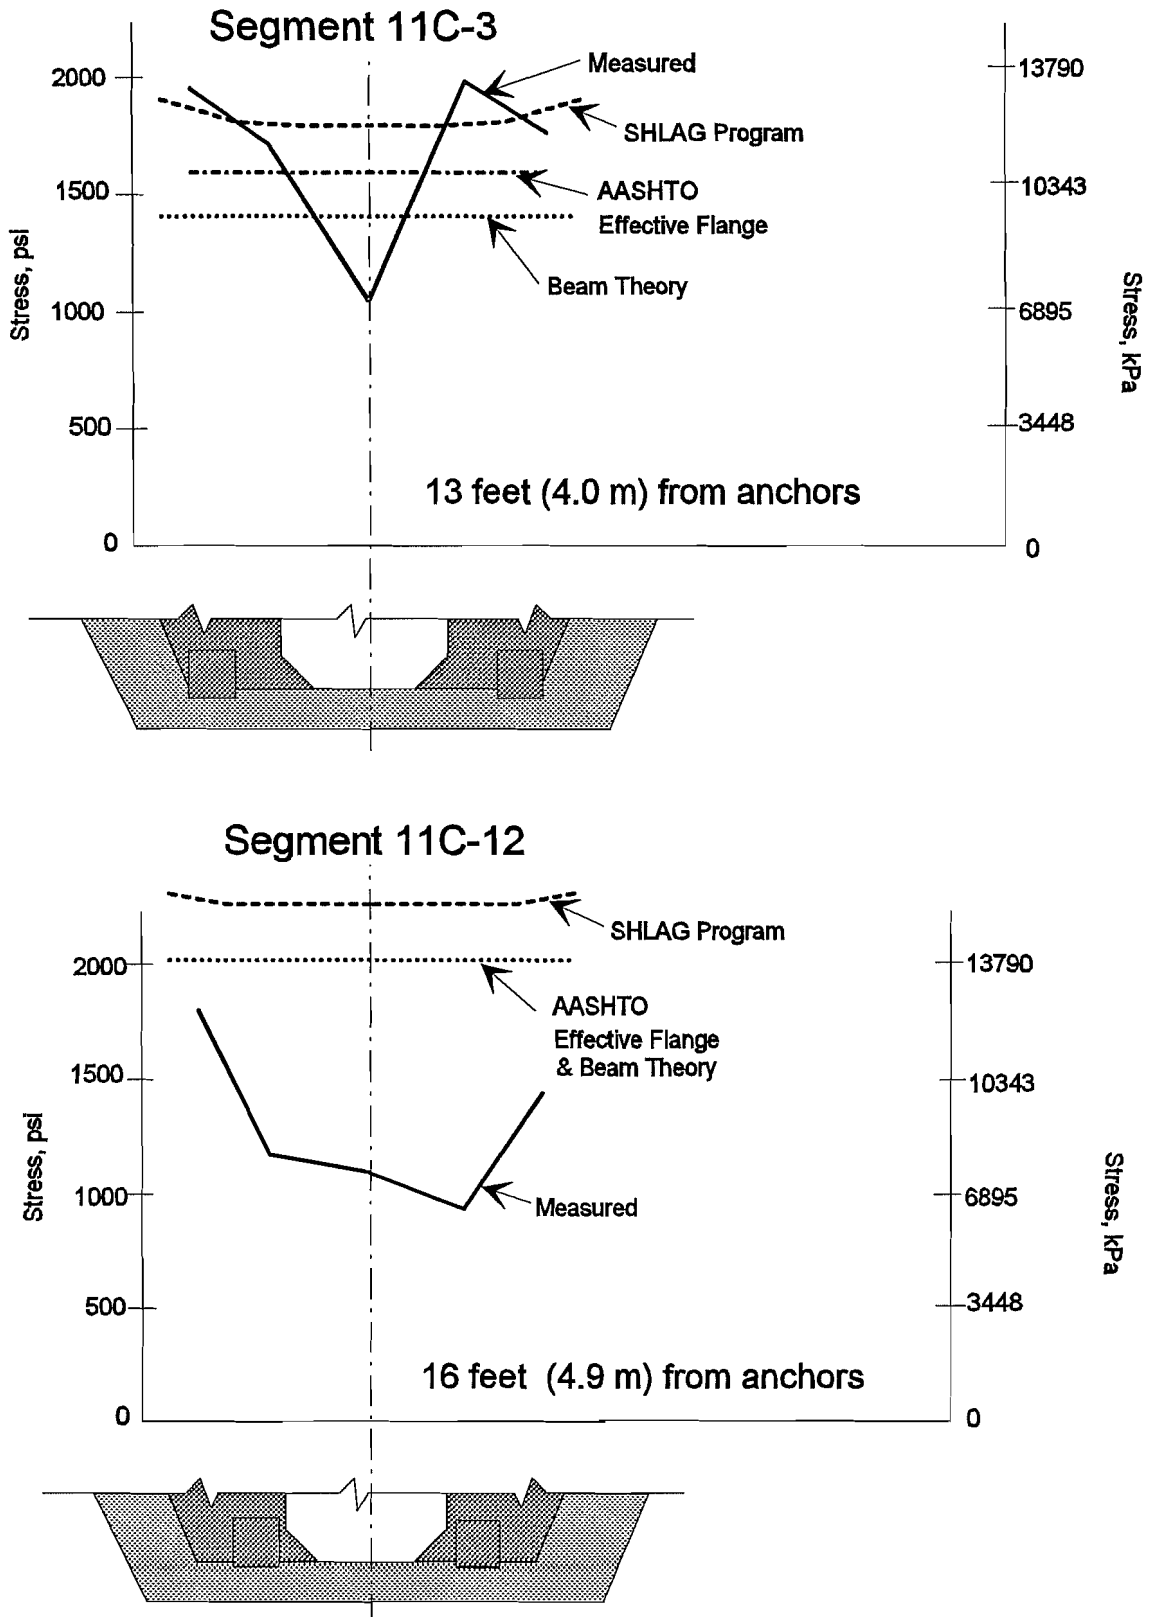 Segment 11C-3
Measured
SHLAG Program
AASHTO
Effective Flange
Beam Theory
2000
1500
1000
500
0
Stress, psi
13790
10343
6895
3448
0
Stress, kPa
13 feet (4.0 m) from anchors
Segment 11C-12
SHLAG Program
AASHTO
Effective Flange
& Beam Theory
Measured
2000
1500
1000
500
0
Stress, psi
13790
10343
6895
3448
0
Stress, kPa
16 feet (4.9 m) from anchors